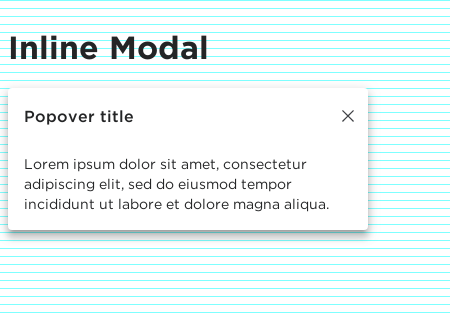 Inline Modal
Popover title
Lorem ipsum dolor sit amet, consectetur
adipiscing elit, sed do eiusmod tempor
incididunt ut labore et dolore magna aliqua.